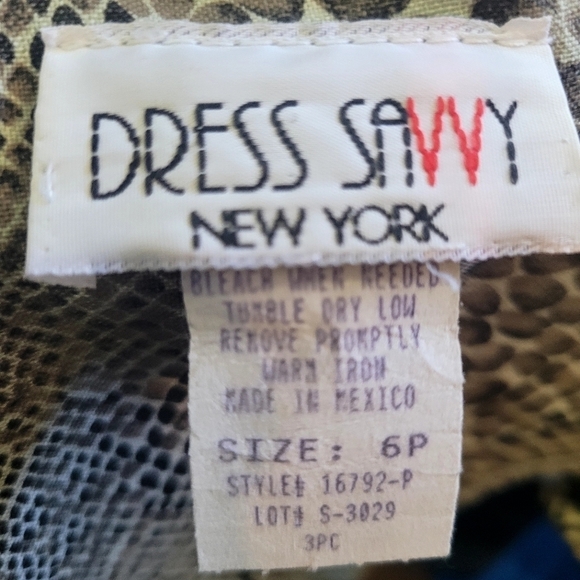 DRESS SAVVY
NEW YORK
BLEACH WHEN NEEDED
TUMBLE DRY LOW
REMOVE PROMPTLY
WARM IRON
MADE IN MEXICO
SIZE: 6P
STYLE# 16792-P
LOT# S-3029
3PC